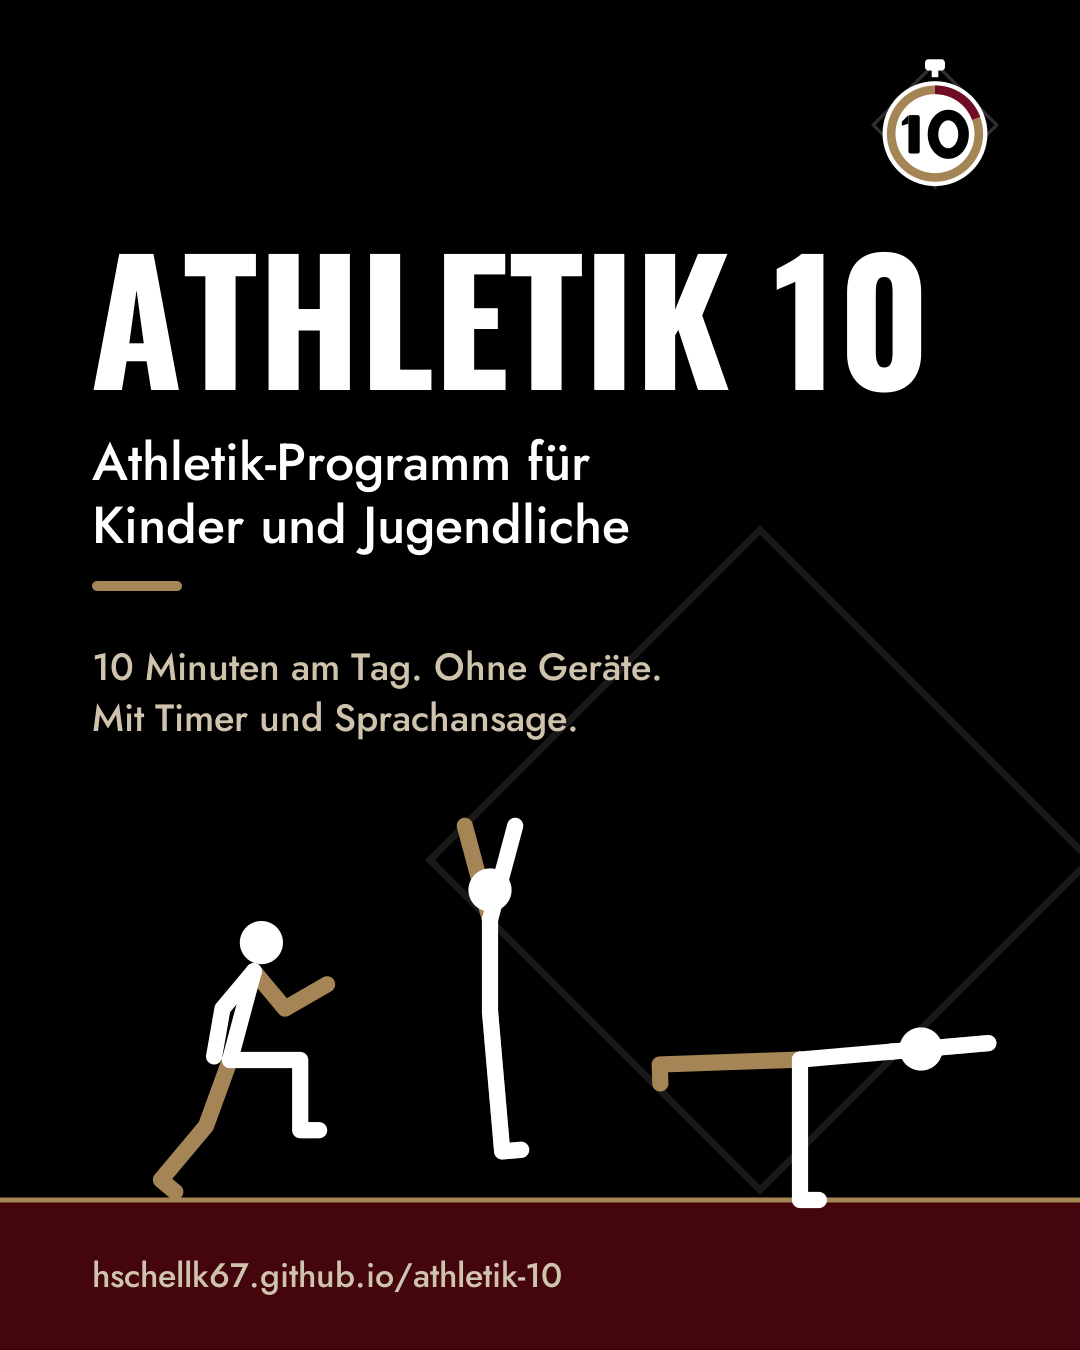 10
ATHLETIK 10
Athletik-Programm für
Kinder und Jugendliche
10 Minuten am Tag. Ohne Geräte.
Mit Timer und Sprachansage.
hschellk67.github.io/athletik-10